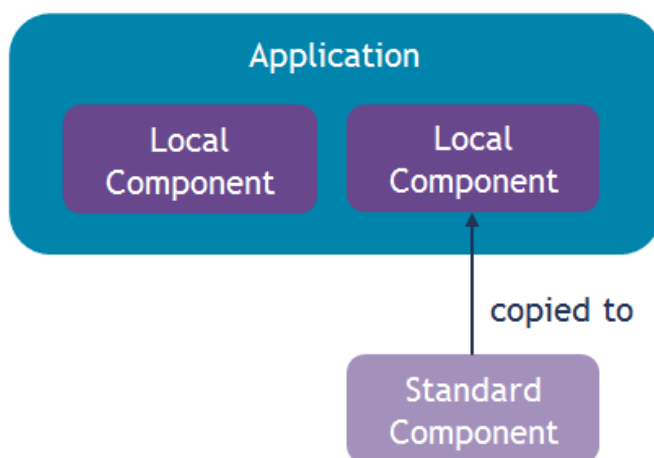 Application
Local
Component
Local
Component
copied to
Standard
Component